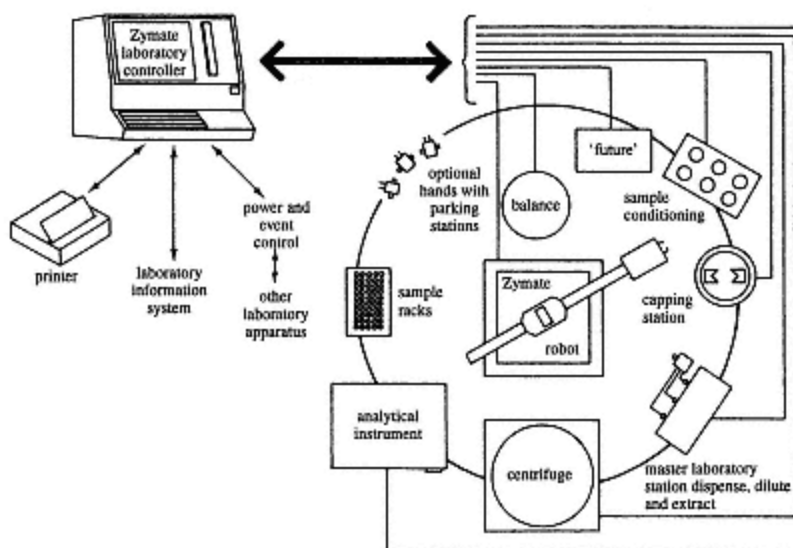 Zymate
laboratory
controller
printer
laboratory
information
system
power and
event
control
other
laboratory
apparatus
optional
hands with
parking
stations
balance
'future'
sample
conditioning
capping
station
sample
racks
Zymate
robot
analytical
instrument
centrifuge
master laboratory
station dispense, dilute
and extract